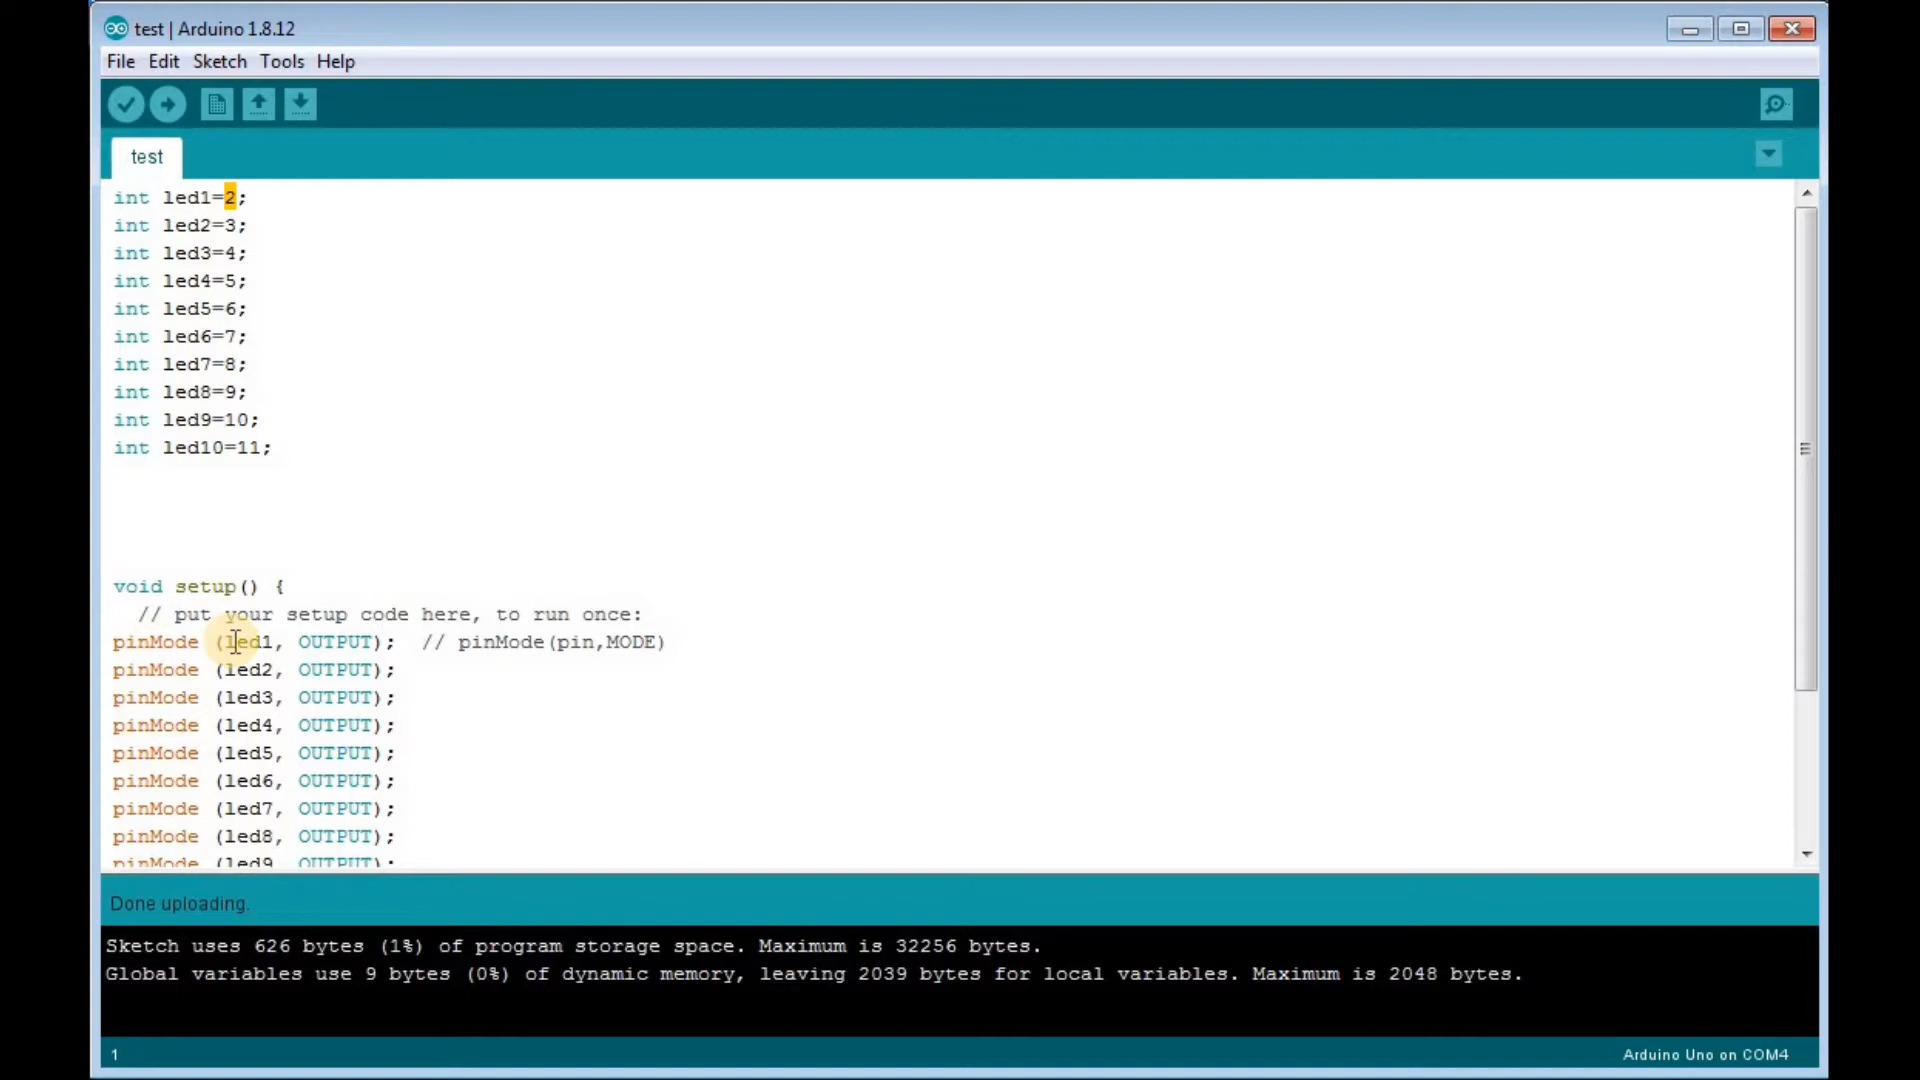 test | Arduino 1.8.12
File Edit Sketch Tools Help
test
int led1=2;
int led2=3;
int led3=4;
int led4=5;
int led5=6;
int led6=7;
int led7=8;
int led8=9;
int led9=10;
int led10=11;
void setup() {
// put your setup code here, to run once:
pinMode (led1, OUTPUT); // pinMode(pin,MODE)
pinMode (led2, OUTPUT);
pinMode (led3, OUTPUT);
pinMode (led4, OUTPUT);
pinMode (led5, OUTPUT);
pinMode (led6, OUTPUT);
pinMode (led7, OUTPUT);
pinMode (led8, OUTPUT);
pinMode (led9, OUTPUT);
Done uploading.
Sketch uses 626 bytes (1%) of program storage space. Maximum is 32256 bytes.
Global variables use 9 bytes (0%) of dynamic memory, leaving 2039 bytes for local variables. Maximum is 2048 bytes.
1 Arduino Uno on COM4